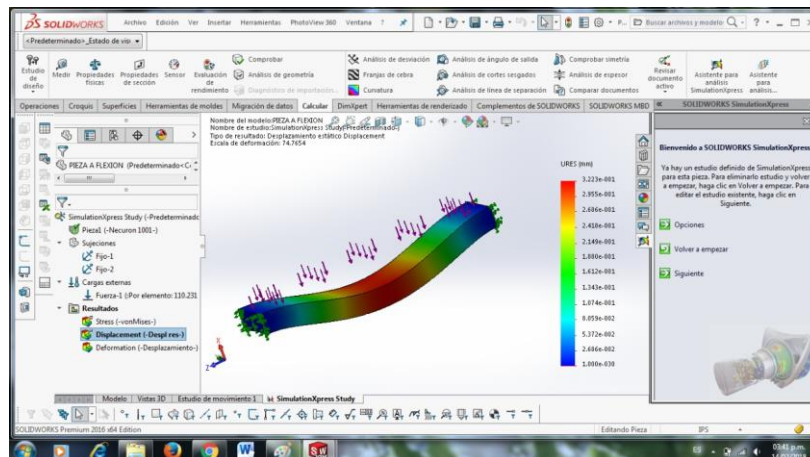 SOLIDWORKS Archivo Edición Ver Insertar Herramientas PhotoView 360 Ventana ? P... Buscar archivos y modelo
<Predeterminado>_Estado de vis
Estudio de diseño
Medir
Propiedades físicas
Propiedades de sección
Sensor
Evaluación de rendimiento
Comprobar
Análisis de geometría
Diagnóstico de importación...
Análisis de desviación
Franjas de cebra
Curvatura
Análisis de ángulo de salida
Análisis de cortes sesgados
Análisis de línea de separación
Comprobar simetría
Análisis de espesor
Comparar documentos
Revisar documento activo
Asistente para análisis SimulationXpress
Asistente para análisis...
Operaciones Croquis Superficies Herramientas de moldes Migración de datos Calcular DimXpert Herramientas de renderizado Complementos de SOLIDWORKS SOLIDWORKS MBD
SOLIDWORKS SimulationXpress
Nombre del modelo:PIEZA A FLEXION
Nombre de estudio:SimulationXpress Study(-Predeterminado-)
Tipo de resultado: Desplazamiento estático Displacement
Escala de deformación: 74.7654
PIEZA A FLEXION (Predeterminado<
SimulationXpress Study (-Predeterminado
Pieza1 (-Necuron 1001-)
Sujeciones
Fijo-1
Fijo-2
Cargas externas
Fuerza-1 (:Por elemento: 110.231
Resultados
Stress (-vonMises-)
Displacement (-Despl res-)
Deformation (-Desplazamiento-)
URES (mm)
3.223e-001
2.955e-001
2.686e-001
2.418e-001
2.149e-001
1.880e-001
1.612e-001
1.343e-001
1.074e-001
8.059e-002
5.372e-002
2.686e-002
1.000e-030
Bienvenido a SOLIDWORKS SimulationXpress
Ya hay un estudio definido de SimulationXpress
para esta pieza. Para eliminarlo estudio y volver
a empezar, haga clic en Volver a empezar. Para
editar el estudio existente, haga clic en
Siguiente.
Opciones
Volver a empezar
Siguiente
Modelo Vistas 3D Estudio de movimiento 1 SimulationXpress Study
SOLIDWORKS Premium 2016 x64 Edition
Editando Pieza
IPS
ES
03:41 p.m.